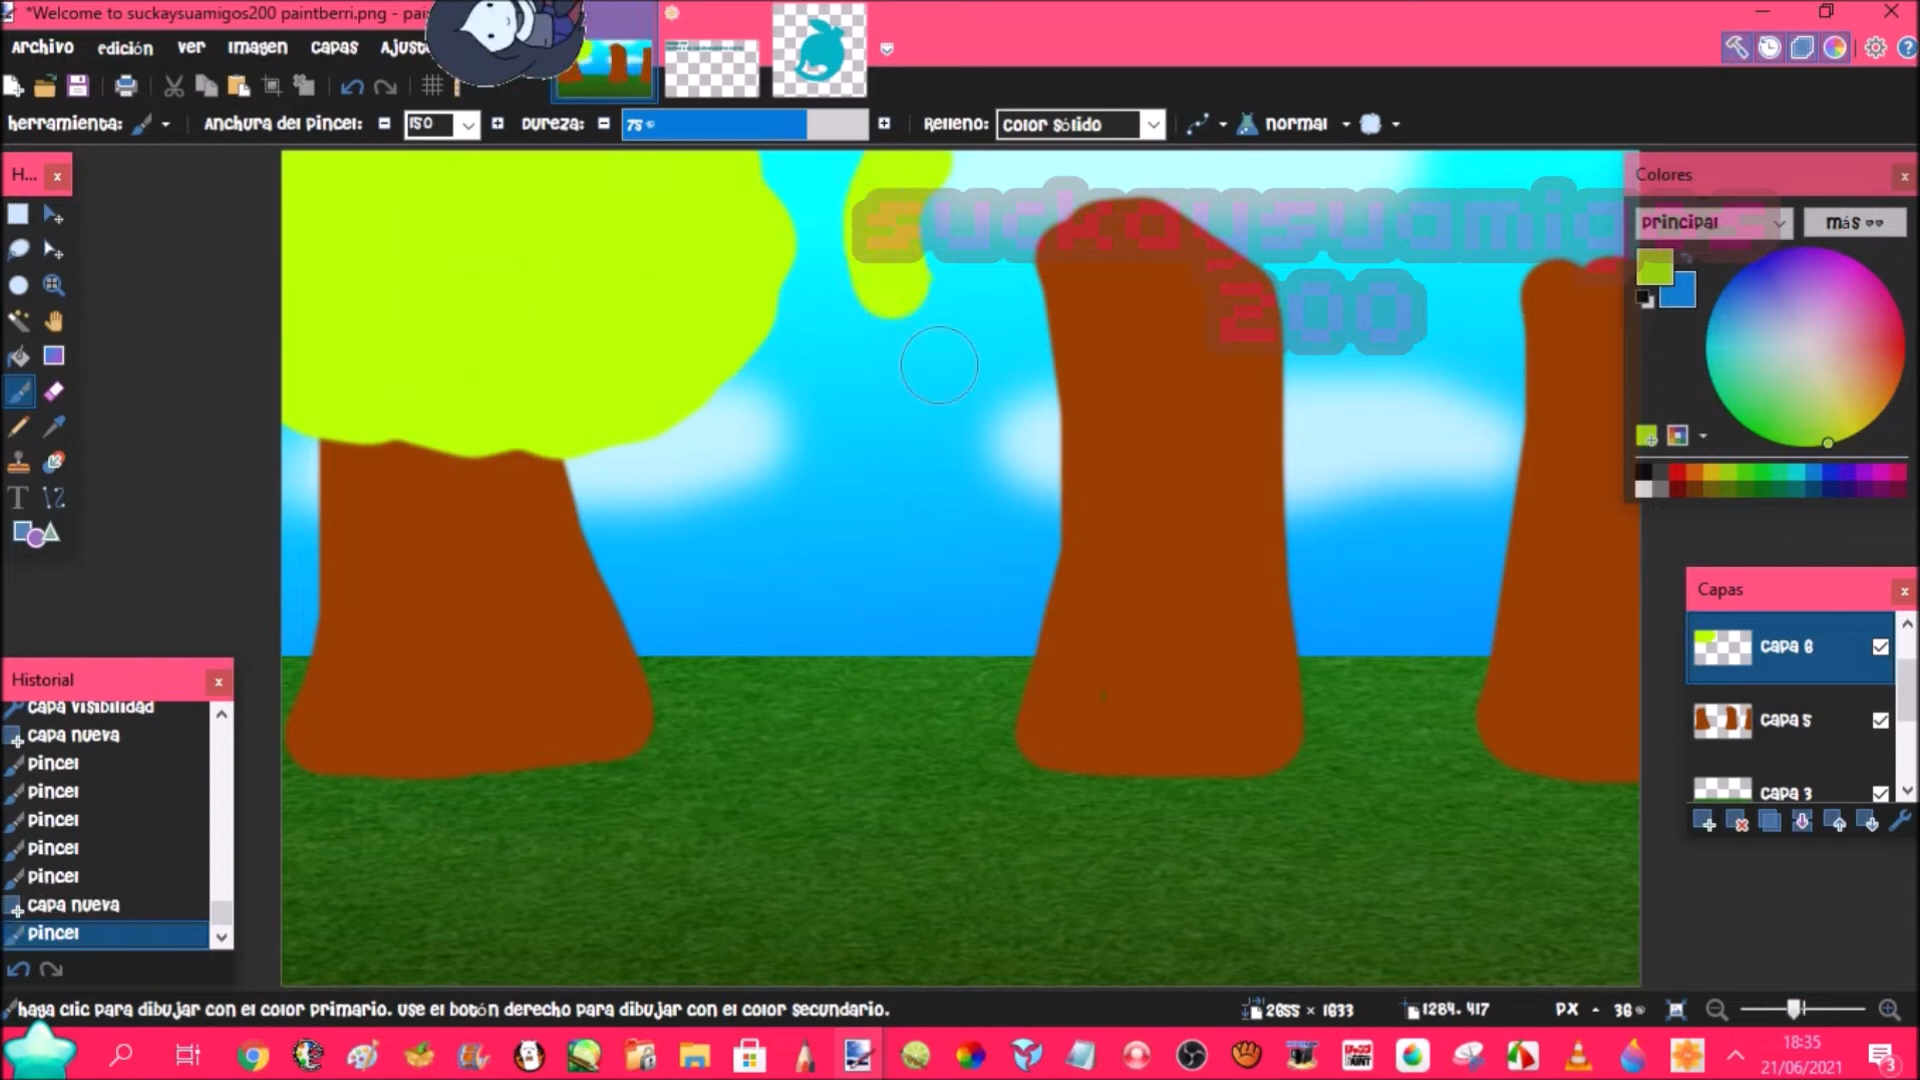 *Welcome to suckaysuamigos200 paintberri.png - pai
Archivo edición ver imagen capas Ajust
herramienta: Anchura del pincel: 150 Dureza: 75 Relleno: color sólido normal
H...
Colores
principal más
suckaysuamigos
200
Capas
capa 6
capa 5
capa 3
Historial
capa visibilidad
capa nueva
pincel
pincel
pincel
pincel
pincel
capa nueva
pincel
haga clic para dibujar con el color primario. use el botón derecho para dibujar con el color secundario.
2655 × 1633 1284, 417 PX 36
18:35
21/06/2021
3